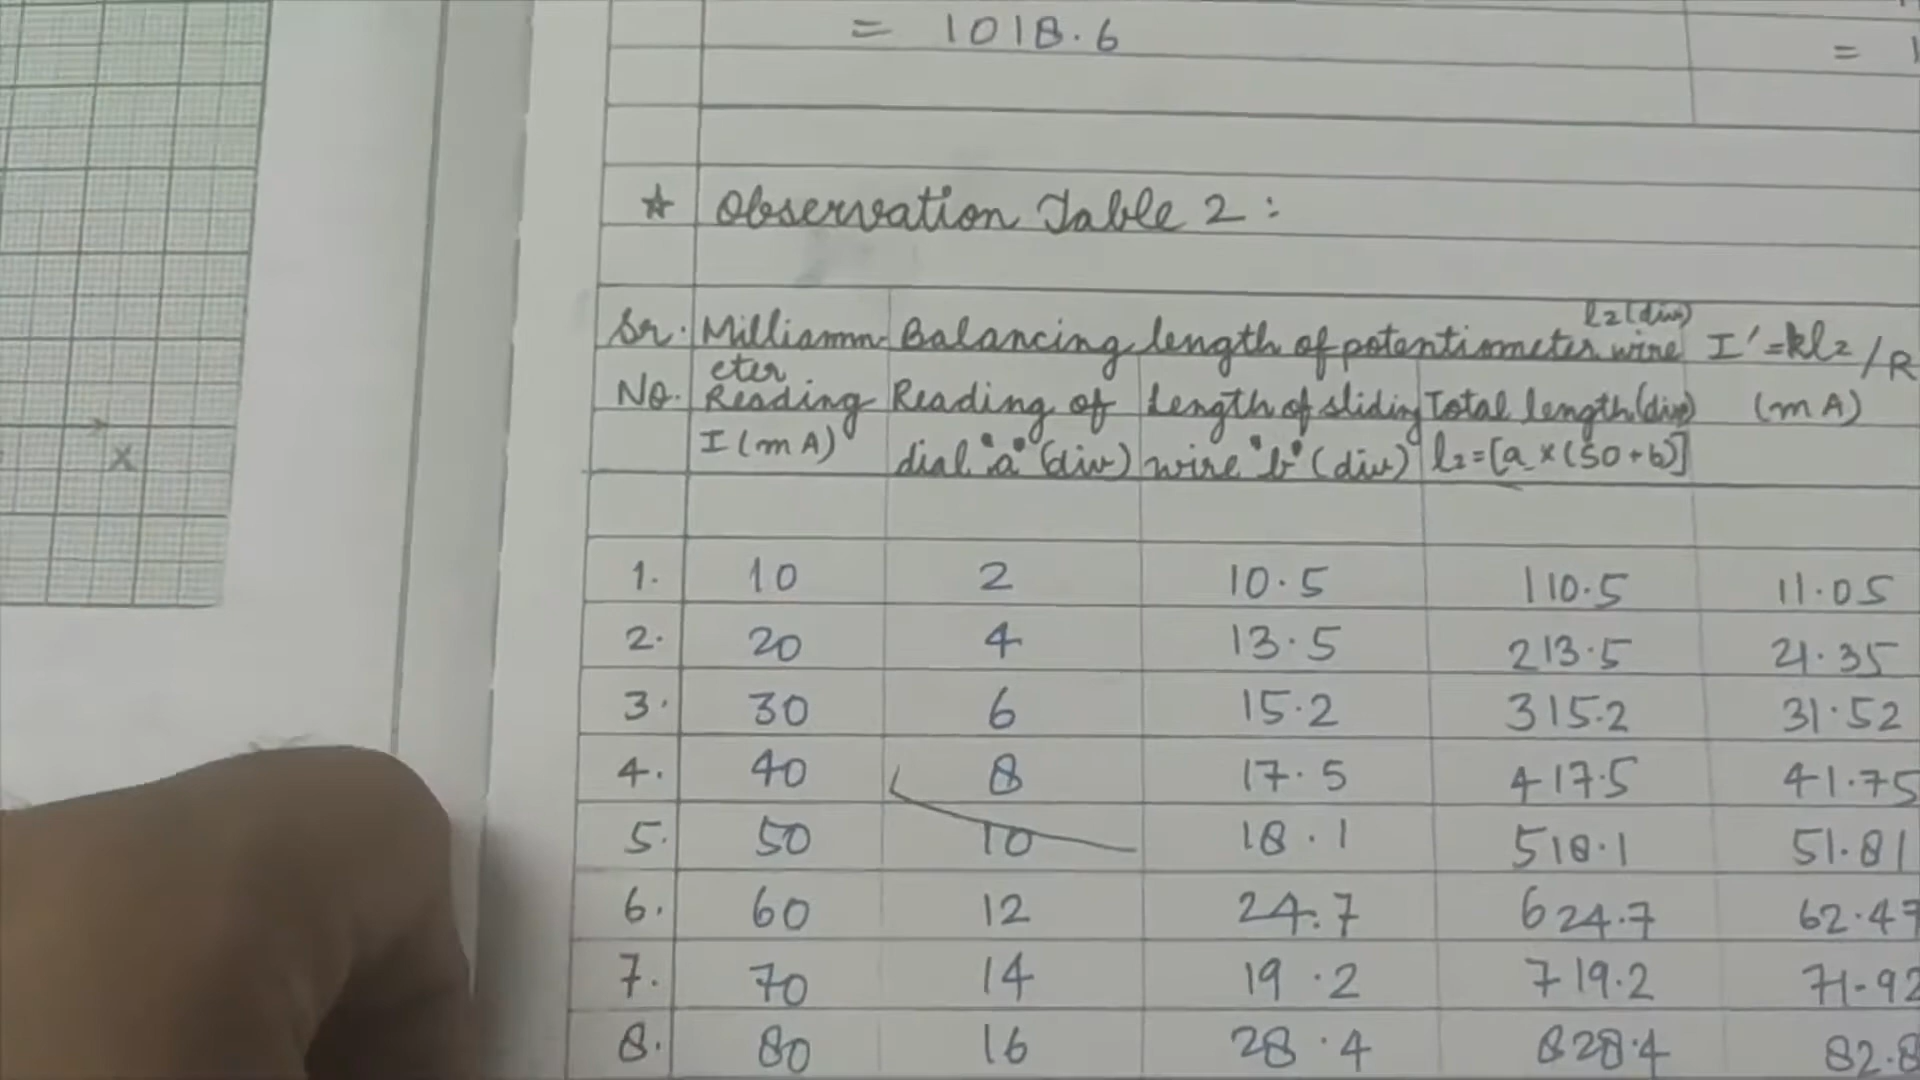 = 1018.6
=
☆ Observation Table 2:
l2(div)
Sr. Milliamm Balancing length of potentiometer wire I'=kl2/R
eter
No. Reading Reading of length of sliding Total length(div) (mA)
I(mA) dial "a" (div) wire "b" (div) l2=[a×(50+b)]
1. 10 2 10.5 110.5 11.05
2. 20 4 13.5 213.5 21.35
3. 30 6 15.2 315.2 31.52
4. 40 8 17.5 417.5 41.75
5. 50 10 18.1 518.1 51.81
6. 60 12 24.7 624.7 62.47
7. 70 14 19.2 719.2 71.92
8. 80 16 28.4 828.4 82.8
X